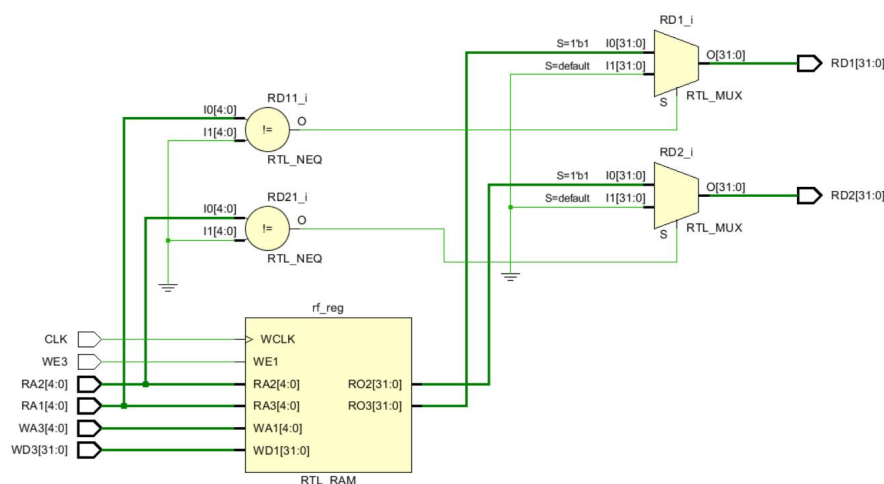 RD1_i
S=1'b1 I0[31:0]
O[31:0]
RD1[31:0]
S=default I1[31:0]
S
RTL_MUX
RD11_i
I0[4:0]
I1[4:0]
!=
O
RTL_NEQ
RD2_i
S=1'b1 I0[31:0]
O[31:0]
RD2[31:0]
S=default I1[31:0]
S
RTL_MUX
RD21_i
I0[4:0]
I1[4:0]
!=
O
RTL_NEQ
rf_reg
CLK
WCLK
WE3
WE1
RA2[4:0]
RA2[4:0]
RO2[31:0]
RA1[4:0]
RA3[4:0]
RO3[31:0]
WA3[4:0]
WA1[4:0]
WD3[31:0]
WD1[31:0]
RTL_RAM